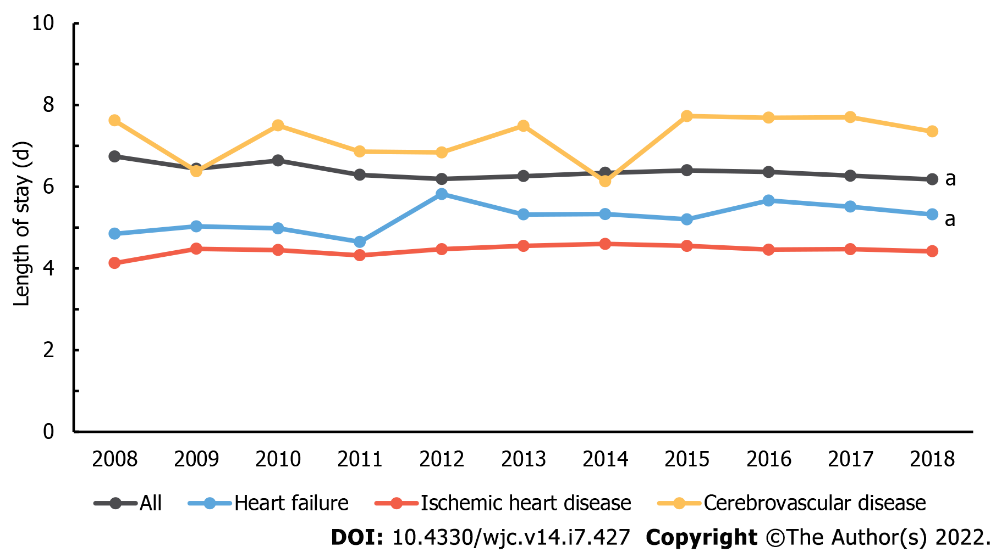 10
8
6
4
2
0
Length of stay (d)
a
a
2008 2009 2010 2011 2012 2013 2014 2015 2016 2017 2018
All Heart failure Ischemic heart disease Cerebrovascular disease
DOI: 10.4330/wjc.v14.i7.427 Copyright ©The Author(s) 2022.